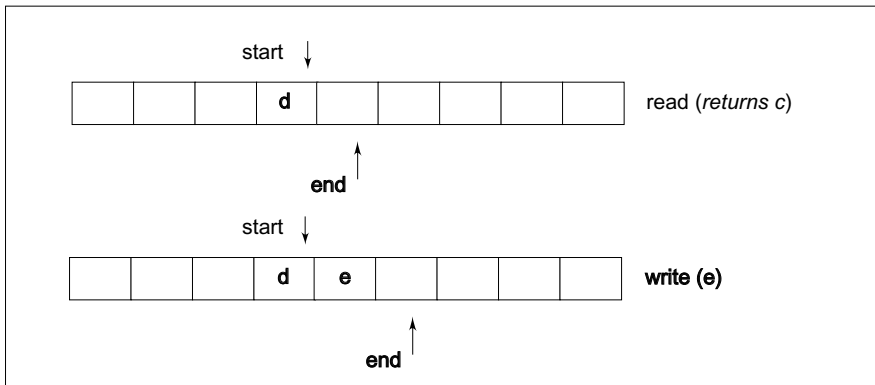 start
d
read (returns c)
end
start
d e
write (e)
end